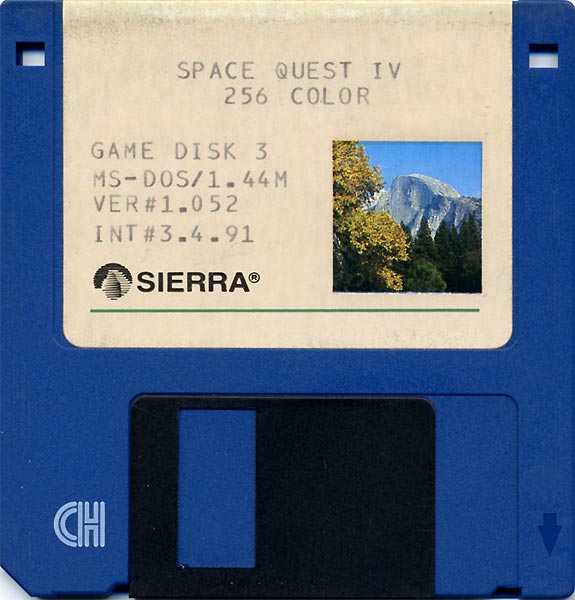 SPACE QUEST IV
256 COLOR
GAME DISK 3
MS-DOS/1.44M
VER#1.052
INT#3.4.91
SIERRA®
CH